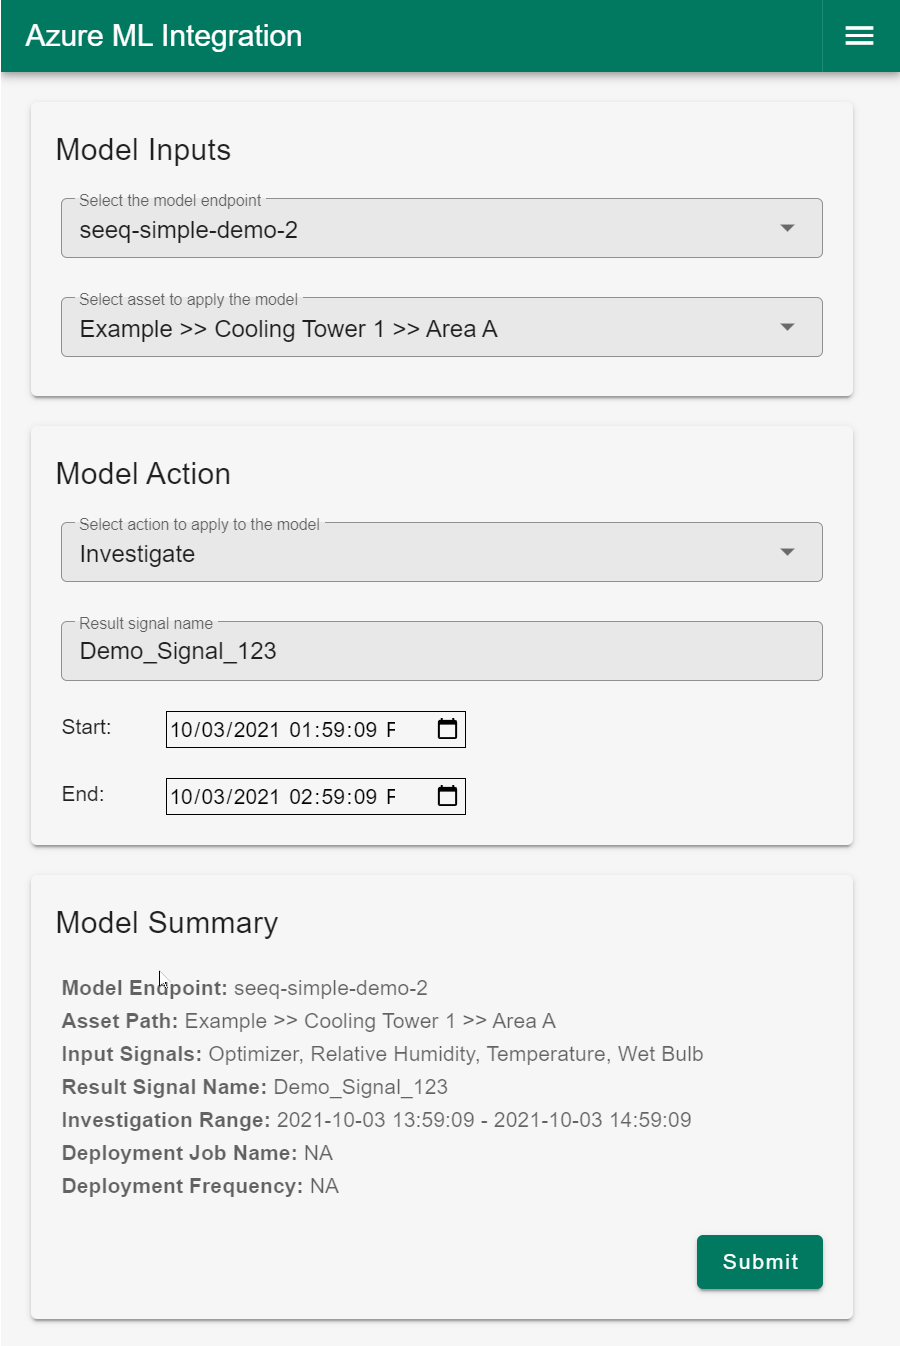 Azure ML Integration
Model Inputs
Select the model endpoint
seeq-simple-demo-2
Select asset to apply the model
Example >> Cooling Tower 1 >> Area A
Model Action
Select action to apply to the model
Investigate
Result signal name
Demo_Signal_123
Start: 10/03/2021 01:59:09
End: 10/03/2021 02:59:09
Model Summary
Model Endpoint: seeq-simple-demo-2
Asset Path: Example >> Cooling Tower 1 >> Area A
Input Signals: Optimizer, Relative Humidity, Temperature, Wet Bulb
Result Signal Name: Demo_Signal_123
Investigation Range: 2021-10-03 13:59:09 - 2021-10-03 14:59:09
Deployment Job Name: NA
Deployment Frequency: NA
Submit